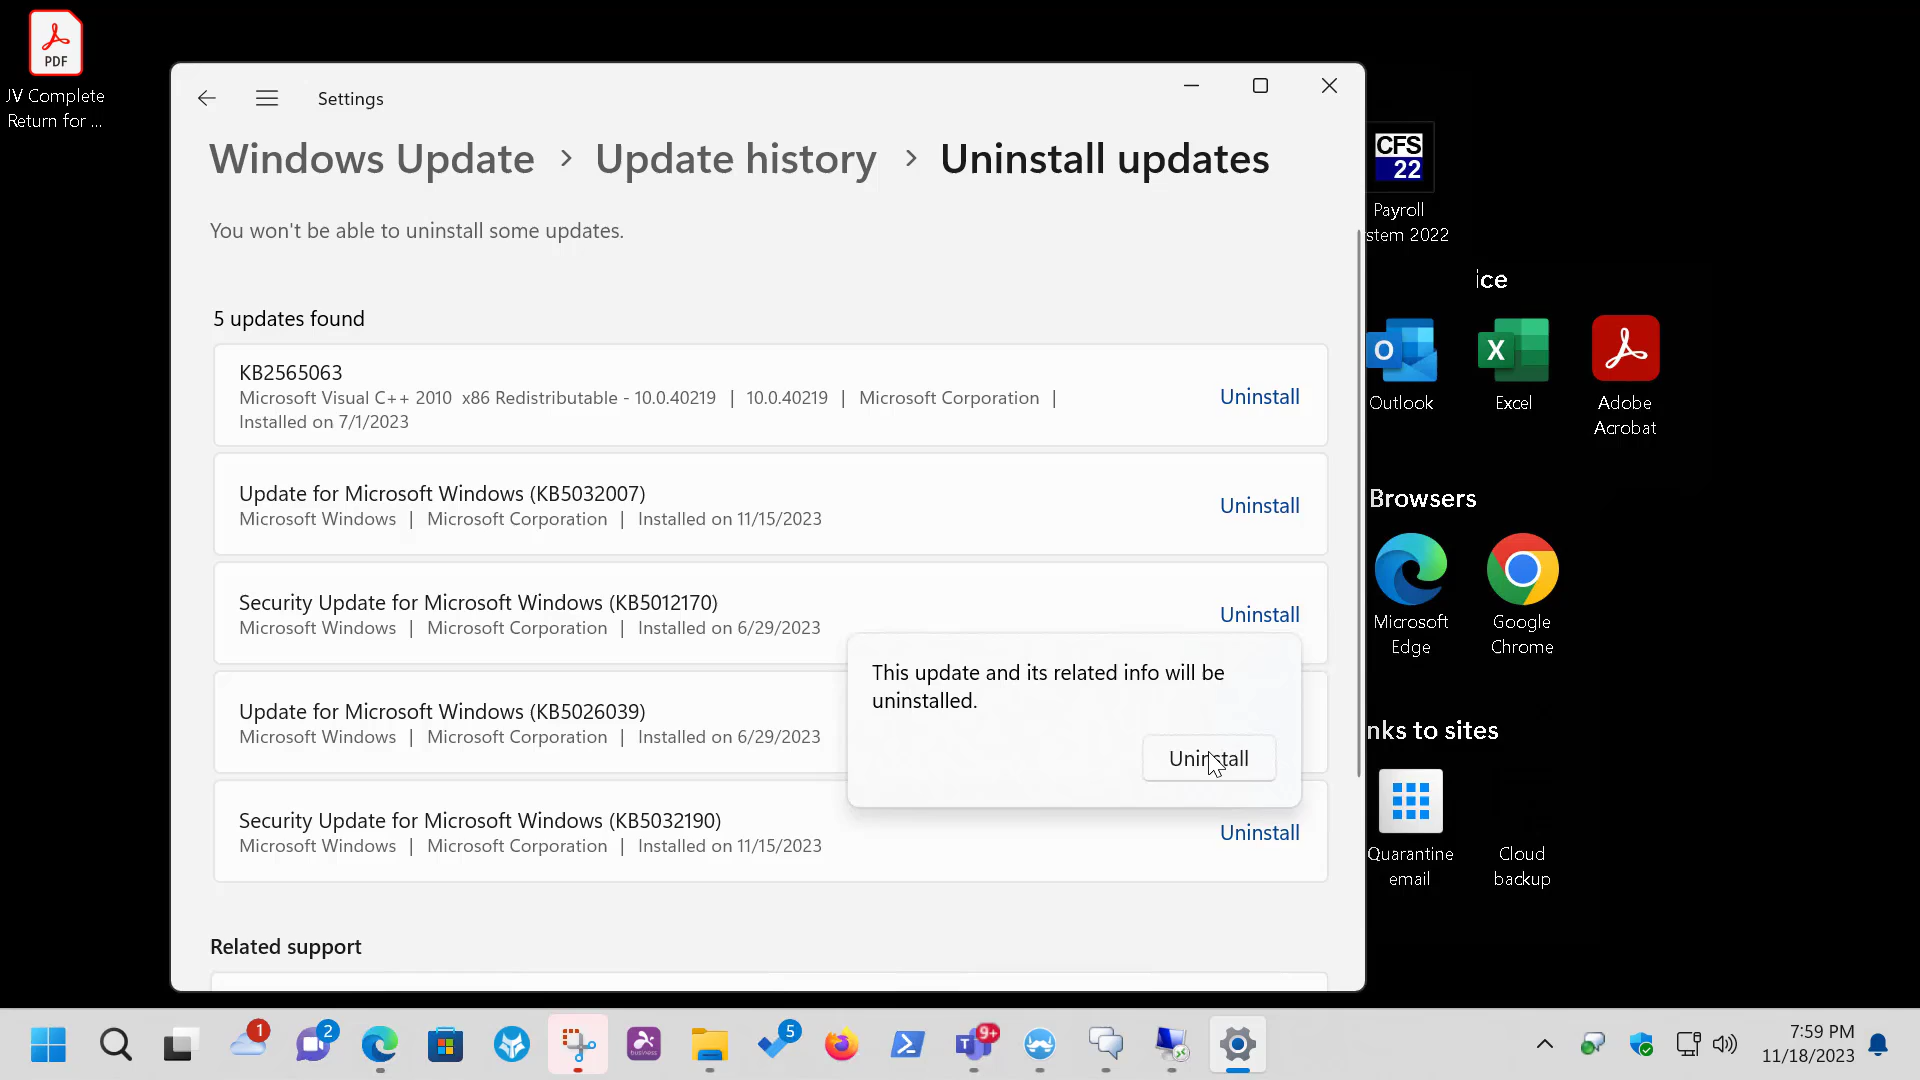 PDF
JV Complete
Return for ...
Settings
Windows Update > Update history > Uninstall updates
You won't be able to uninstall some updates.
5 updates found
KB2565063
Microsoft Visual C++ 2010 x86 Redistributable - 10.0.40219 | 10.0.40219 | Microsoft Corporation |
Installed on 7/1/2023
Uninstall
Update for Microsoft Windows (KB5032007)
Microsoft Windows | Microsoft Corporation | Installed on 11/15/2023
Uninstall
Security Update for Microsoft Windows (KB5012170)
Microsoft Windows | Microsoft Corporation | Installed on 6/29/2023
Uninstall
This update and its related info will be
uninstalled.
Uninstall
Update for Microsoft Windows (KB5026039)
Microsoft Windows | Microsoft Corporation | Installed on 6/29/2023
Security Update for Microsoft Windows (KB5032190)
Microsoft Windows | Microsoft Corporation | Installed on 11/15/2023
Uninstall
Related support
CFS
22
Payroll
stem 2022
ice
Outlook
Excel
Adobe
Acrobat
Browsers
Microsoft
Edge
Google
Chrome
nks to sites
Quarantine
email
Cloud
backup
1
2
business
5
9+
7:59 PM
11/18/2023